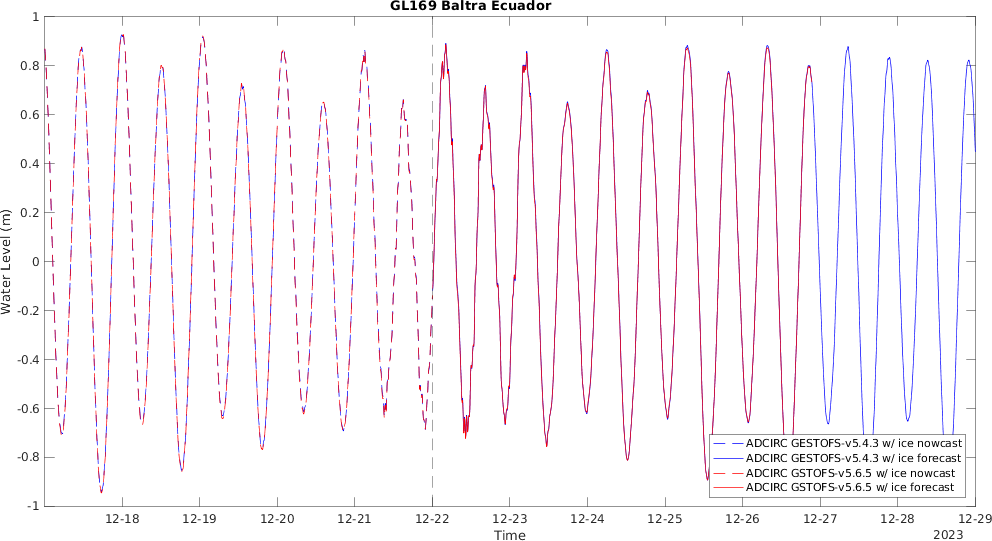 GL169 Baltra Ecuador
Water Level (m)
1
0.8
0.6
0.4
0.2
0
-0.2
-0.4
-0.6
-0.8
-1
ADCIRC GESTOFS-v5.4.3 w/ ice nowcast
ADCIRC GESTOFS-v5.4.3 w/ ice forecast
ADCIRC GSTOFS-v5.6.5 w/ ice nowcast
ADCIRC GSTOFS-v5.6.5 w/ ice forecast
12-18 12-19 12-20 12-21 12-22 12-23 12-24 12-25 12-26 12-27 12-28 12-29
Time 2023